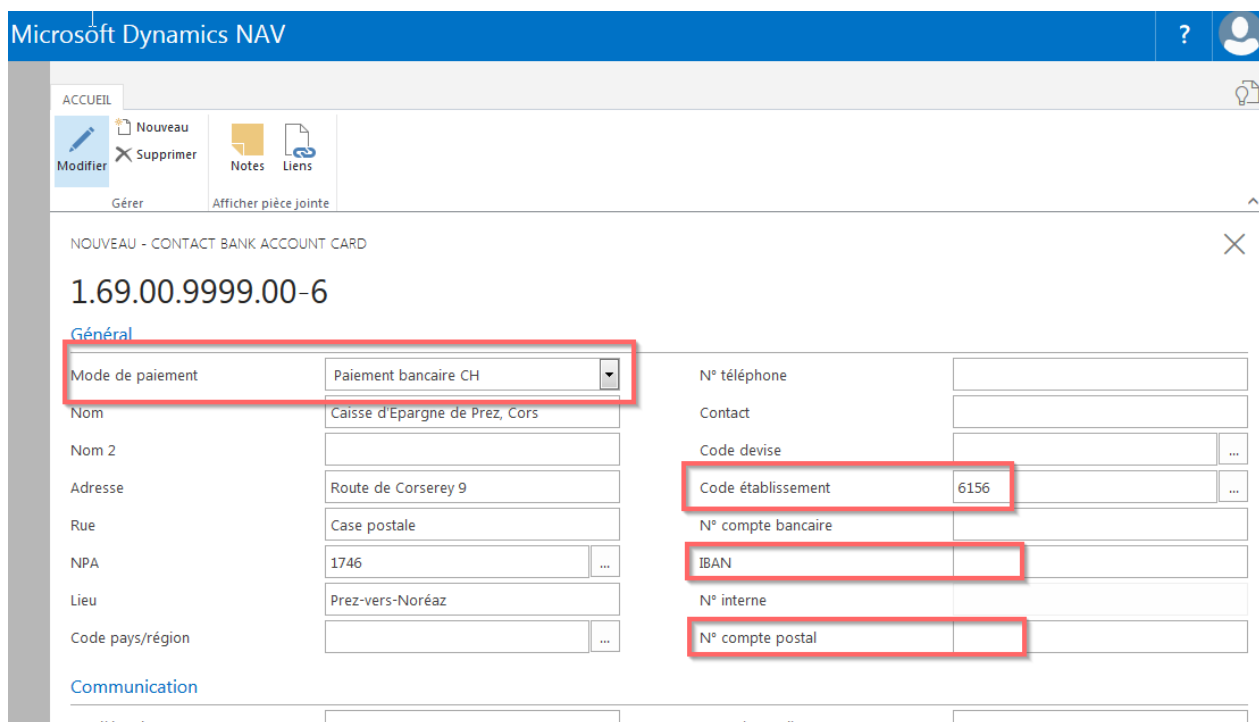 Microsoft Dynamics NAV ?
ACCUEIL
Modifier
Nouveau
Supprimer
Notes
Liens
Gérer
Afficher pièce jointe
NOUVEAU - CONTACT BANK ACCOUNT CARD
1.69.00.9999.00-6
Général
Mode de paiement Paiement bancaire CH
Nom Caisse d'Epargne de Prez, Cors
Nom 2
Adresse Route de Corserey 9
Rue Case postale
NPA 1746 ...
Lieu Prez-vers-Noréaz
Code pays/région ...
N° téléphone
Contact
Code devise ...
Code établissement 6156 ...
N° compte bancaire
IBAN
N° interne
N° compte postal
Communication